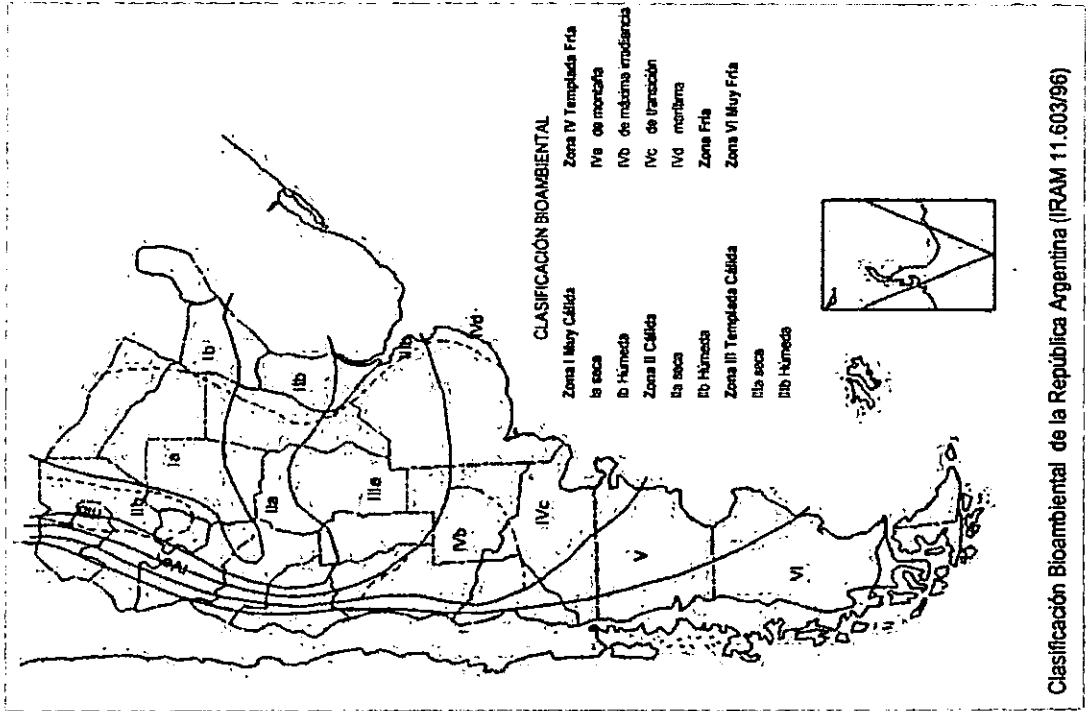 CLASIFICACIÓN BIOAMBIENTAL
Zona I Muy Cálida
Ia seca
Ib Húmeda
Zona II Cálida
IIa seca
IIb Húmeda
Zona III Templada Cálida
IIIa seca
IIIb Húmeda
Zona IV Templada Fría
IVa de montaña
IVb de máxima irradiancia
IVc de transición
IVd marítima
Zona Fría
Zona VI Muy Fría
Ia
Ib
IIa
IIb
IIIa
IIIb
IIIb
IVa
IVb
IVc
IVd
V
VI
Clasificación Bioambiental de la República Argentina (IRAM 11.603/96)